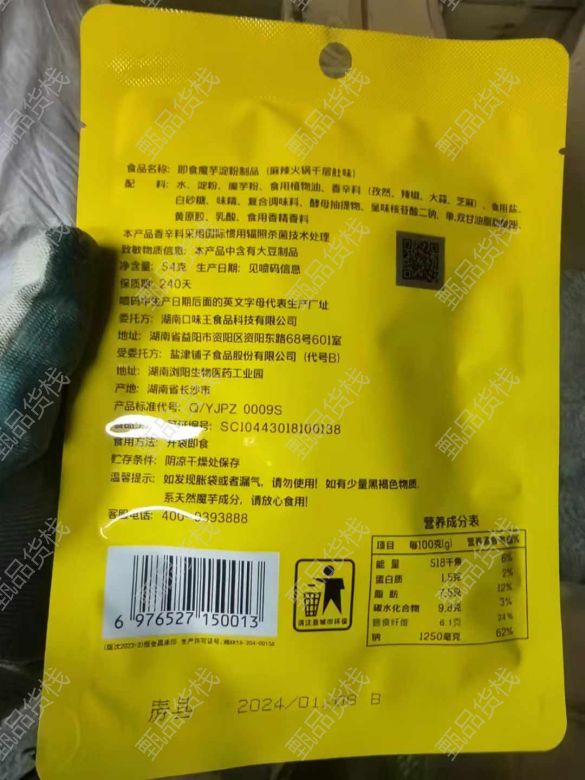 食品名称：即食魔芋淀粉制品（麻辣火锅千层肚味）
配 料：水、淀粉、魔芋粉、食用植物油、香辛料（孜然、辣椒、大蒜、芝麻）、食用盐、
白砂糖、味精、复合调味料、酵母抽提物、呈味核苷酸二钠、单,双甘油脂肪酸酯、
黄原胶、乳酸、食用香精香料
本产品香辛料采用国际惯用辐照杀菌技术处理
致敏物质信息：本产品中含有大豆制品
净含量：54克 生产日期：见喷码信息
保质期：240天
喷码中生产日期后面的英文字母代表生产厂址
委托方：湖南口味王食品科技有限公司
地址：湖南省益阳市资阳区资阳东路68号601室
受委托方：盐津铺子食品股份有限公司（代号B）
地址：湖南浏阳生物医药工业园
产地：湖南省长沙市
产品标准代号：Q/YJPZ 0009S
可证编号：SC10443018100138
食用方法：开袋即食
贮存条件：阴凉干燥处保存
温馨提示：如发现胀袋或者漏气，请勿使用！如有少量黑褐色物质，
系天然魔芋成分，请放心食用！
客服电话：400-9393888
营养成分表
项目 每100克(g) 营养素参考值%
能 量 518千焦 6%
蛋白质 1.5克 2%
脂 肪 7.5克 12%
碳水化合物 9.8克 3%
膳食纤维 6.1克 24%
钠 1250毫克 62%
6 976527 150013
请注意城市环保
2024/01/08 B
甄品货栈